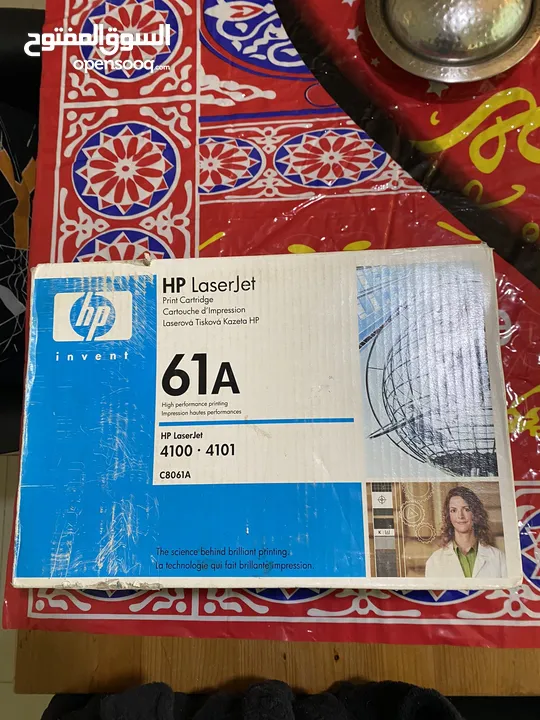 السوق المفتوح
opensooq.com
hp
invent
HP LaserJet
Print Cartridge
Cartouche d'Impression
Laserová Tisková Kazeta HP
61A
High performance printing
Impression hautes performances
HP LaserJet
4100 · 4101
C8061A
The science behind brilliant printing.
La technologie qui fait brillante l'impression.